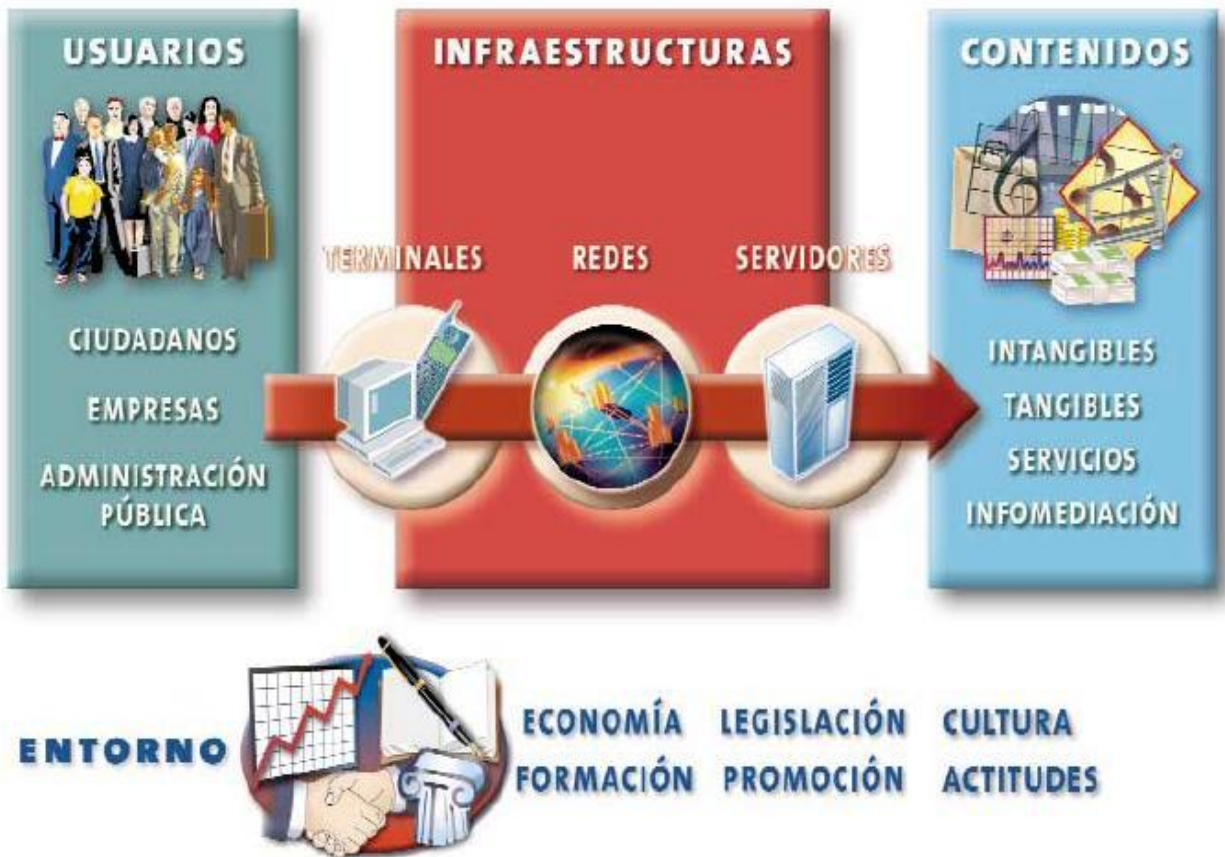 USUARIOS
CIUDADANOS
EMPRESAS
ADMINISTRACIÓN
PÚBLICA
INFRAESTRUCTURAS
TERMINALES
REDES
SERVIDORES
CONTENIDOS
INTANGIBLES
TANGIBLES
SERVICIOS
INFOMEDIACIÓN
ENTORNO
ECONOMÍA LEGISLACIÓN CULTURA
FORMACIÓN PROMOCIÓN ACTITUDES